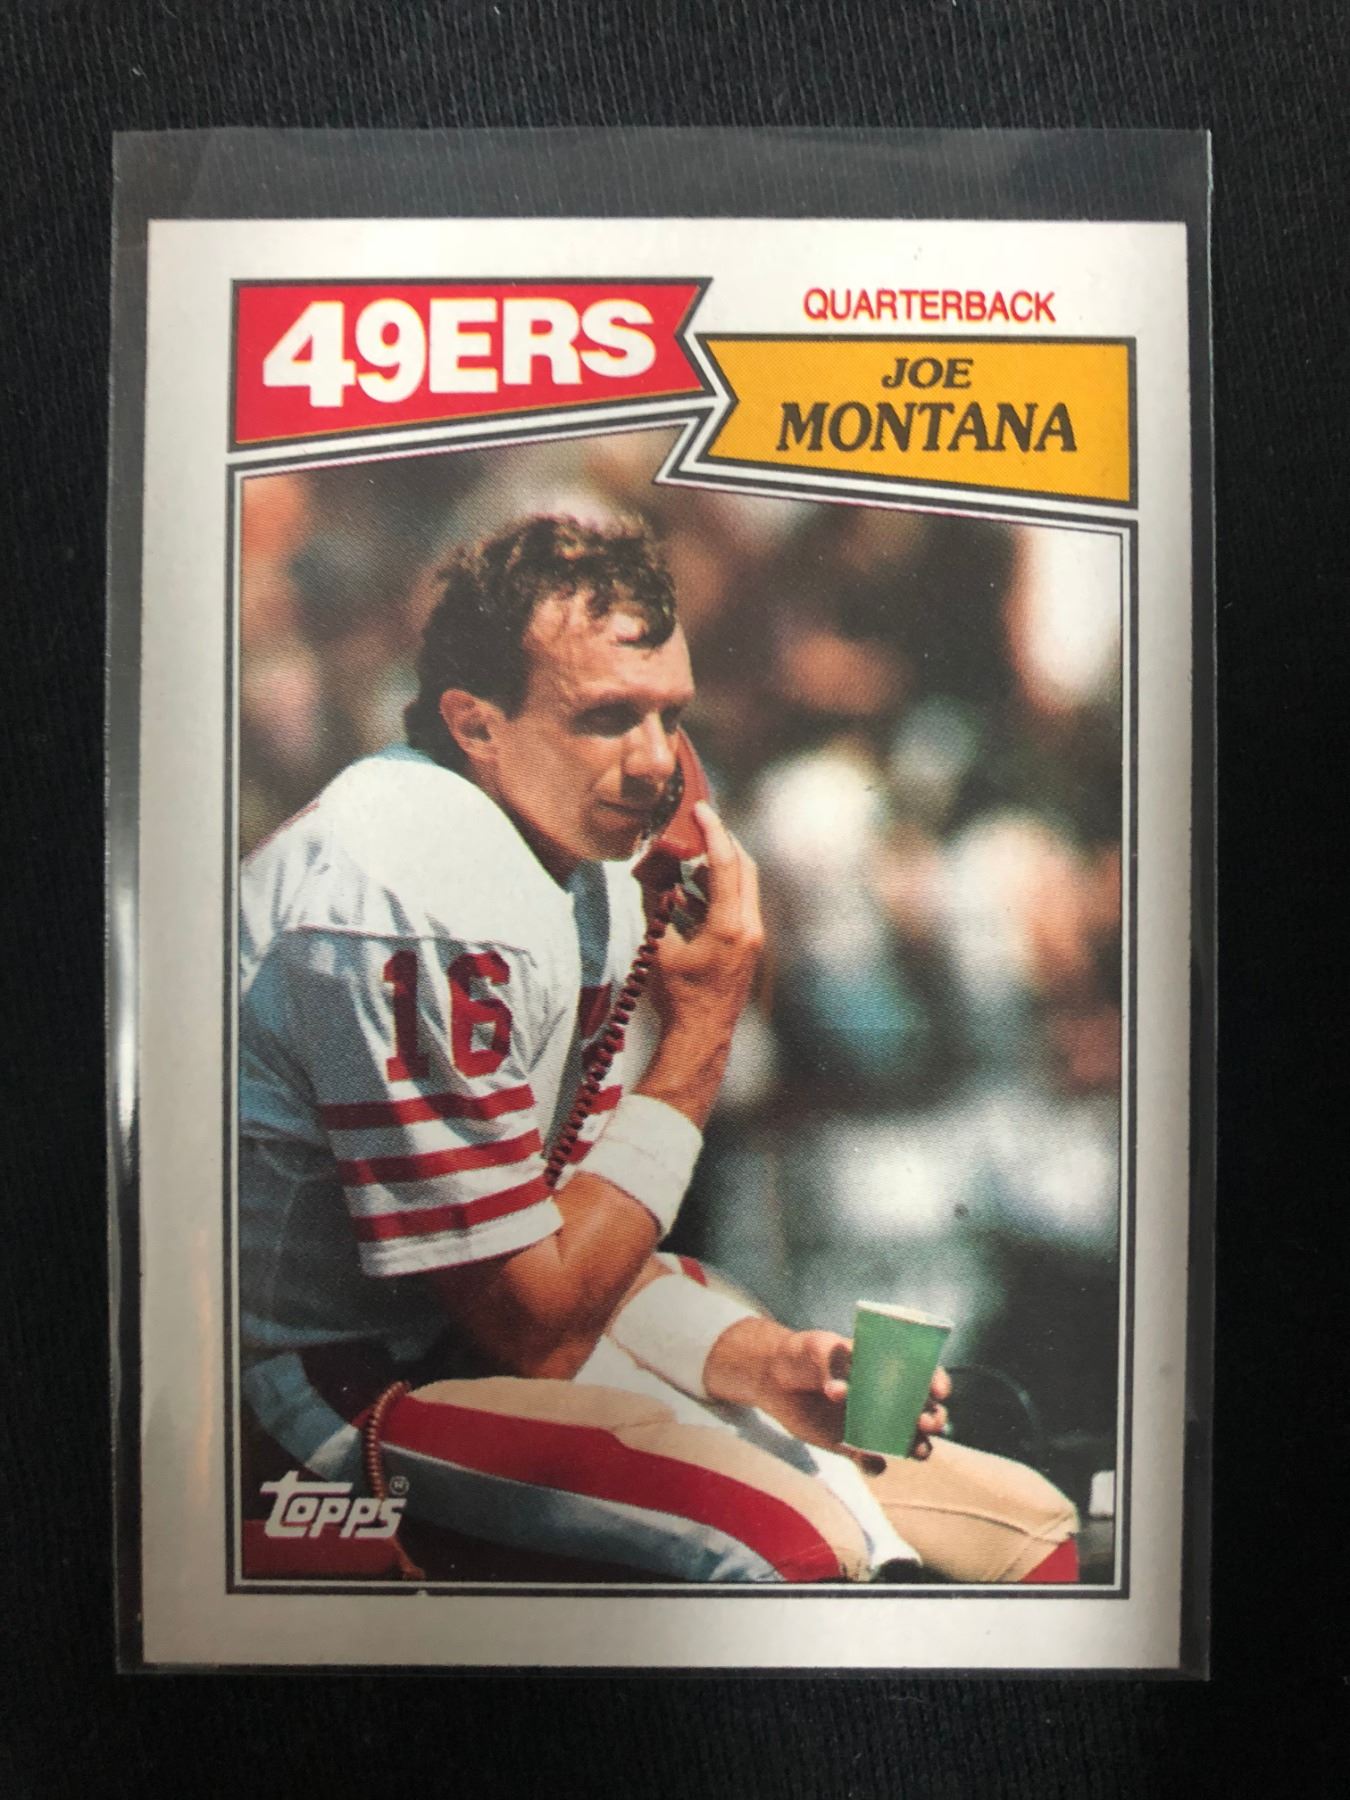 49ERS
QUARTERBACK
JOE
MONTANA
16
TOPPS®